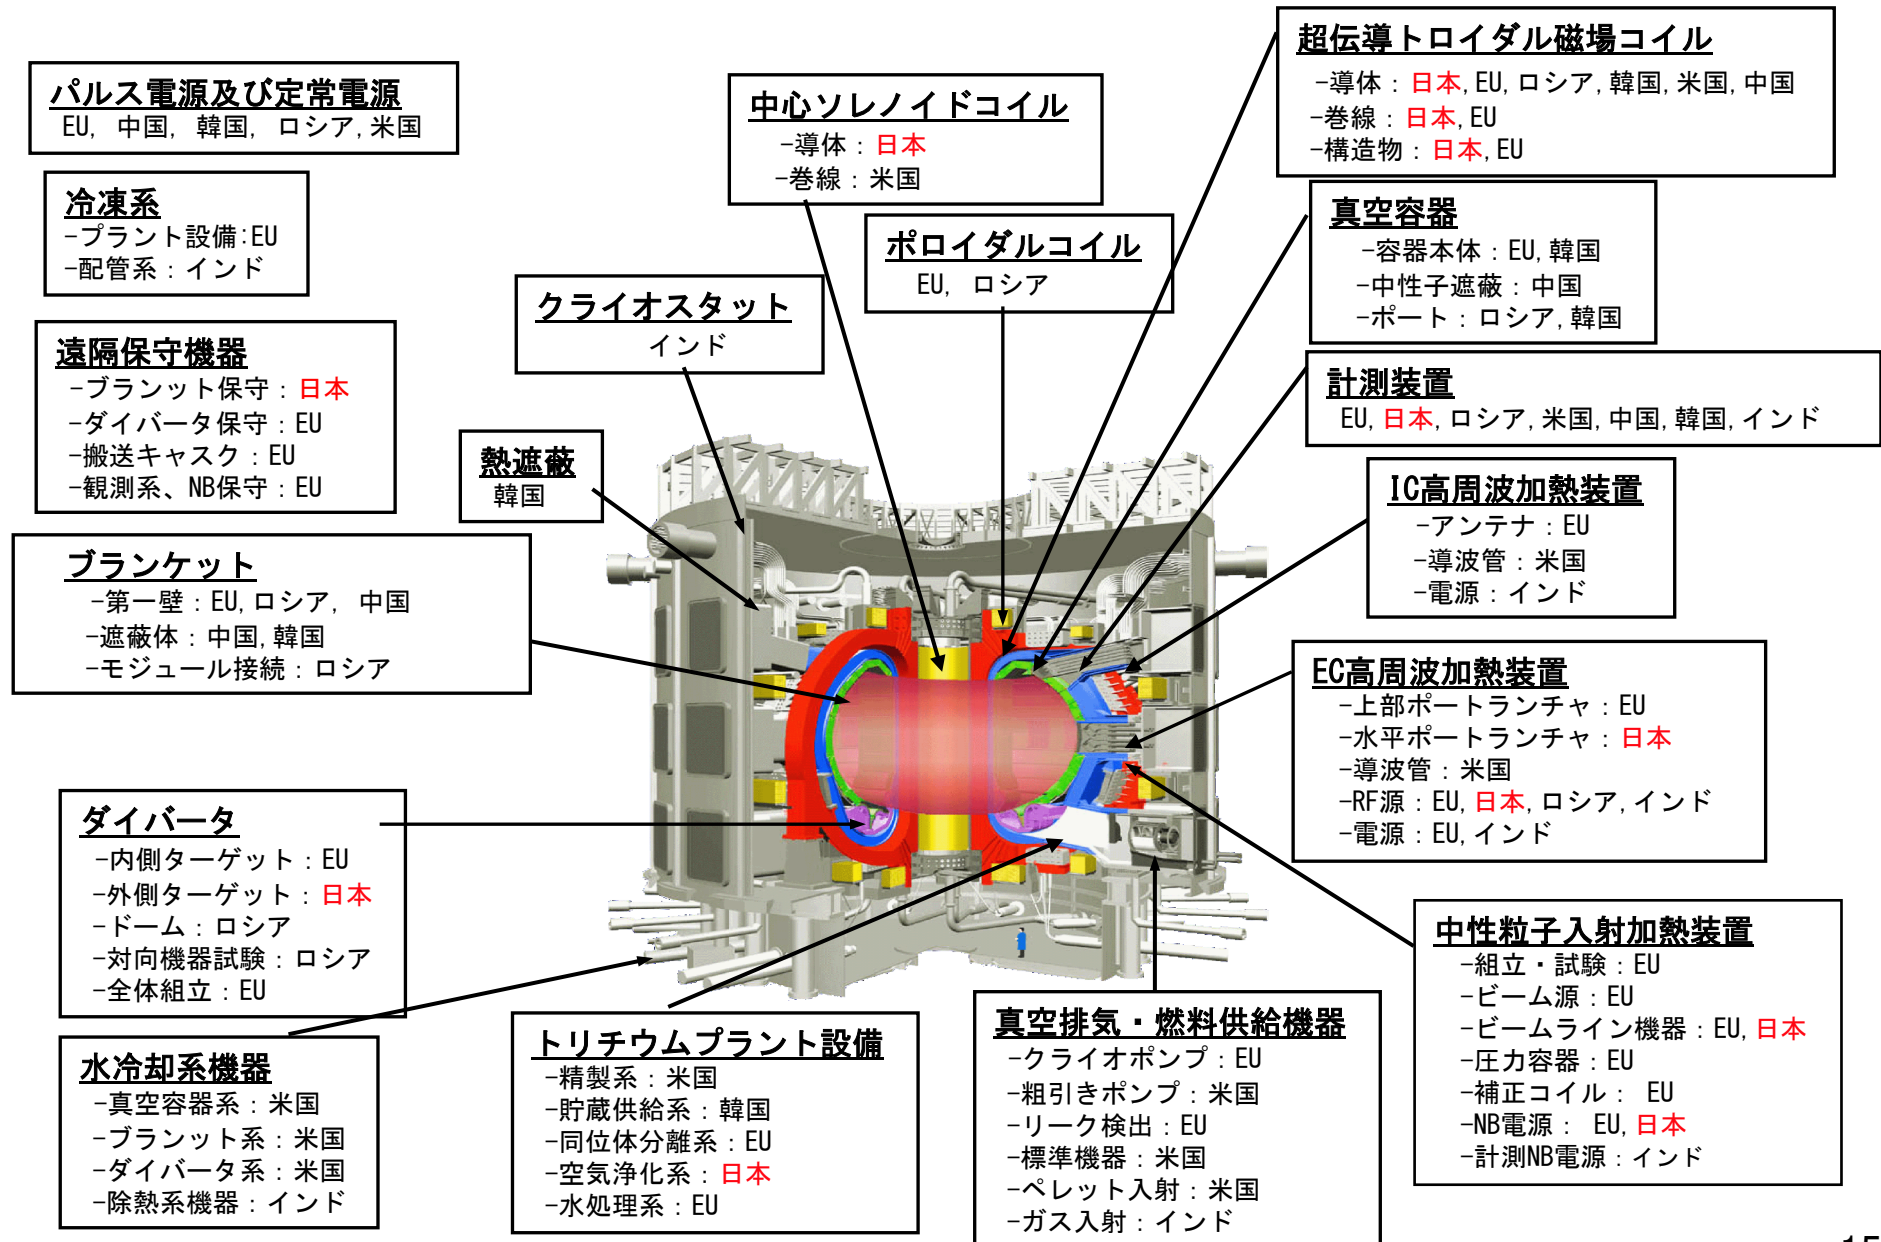 パルス電源及び定常電源
EU, 中国, 韓国, ロシア,米国
冷凍系
-プラント設備:EU
-配管系：インド
遠隔保守機器
-ブランット保守：日本
-ダイバータ保守：EU
-搬送キャスク：EU
-観測系、NB保守：EU
ブランケット
-第一壁：EU,ロシア, 中国
-遮蔽体：中国,韓国
-モジュール接続：ロシア
ダイバータ
-内側ターゲット：EU
-外側ターゲット：日本
-ドーム：ロシア
-対向機器試験：ロシア
-全体組立：EU
水冷却系機器
-真空容器系：米国
-ブランット系：米国
-ダイバータ系：米国
-除熱系機器：インド
中心ソレノイドコイル
-導体：日本
-巻線：米国
ポロイダルコイル
EU, ロシア
クライオスタット
インド
熱遮蔽
韓国
トリチウムプラント設備
-精製系：米国
-貯蔵供給系：韓国
-同位体分離系：EU
-空気浄化系：日本
-水処理系：EU
真空排気・燃料供給機器
-クライオポンプ：EU
-粗引きポンプ：米国
-リーク検出：EU
-標準機器：米国
-ペレット入射：米国
-ガス入射：インド
超伝導トロイダル磁場コイル
-導体：日本,EU,ロシア,韓国,米国,中国
-巻線：日本,EU
-構造物：日本,EU
真空容器
-容器本体：EU,韓国
-中性子遮蔽：中国
-ポート：ロシア,韓国
計測装置
EU,日本,ロシア,米国,中国,韓国,インド
IC高周波加熱装置
-アンテナ：EU
-導波管：米国
-電源：インド
EC高周波加熱装置
-上部ポートランチャ：EU
-水平ポートランチャ：日本
-導波管：米国
-RF源：EU,日本,ロシア,インド
-電源：EU,インド
中性粒子入射加熱装置
-組立・試験：EU
-ビーム源：EU
-ビームライン機器：EU,日本
-圧力容器：EU
-補正コイル： EU
-NB電源： EU,日本
-計測NB電源：インド